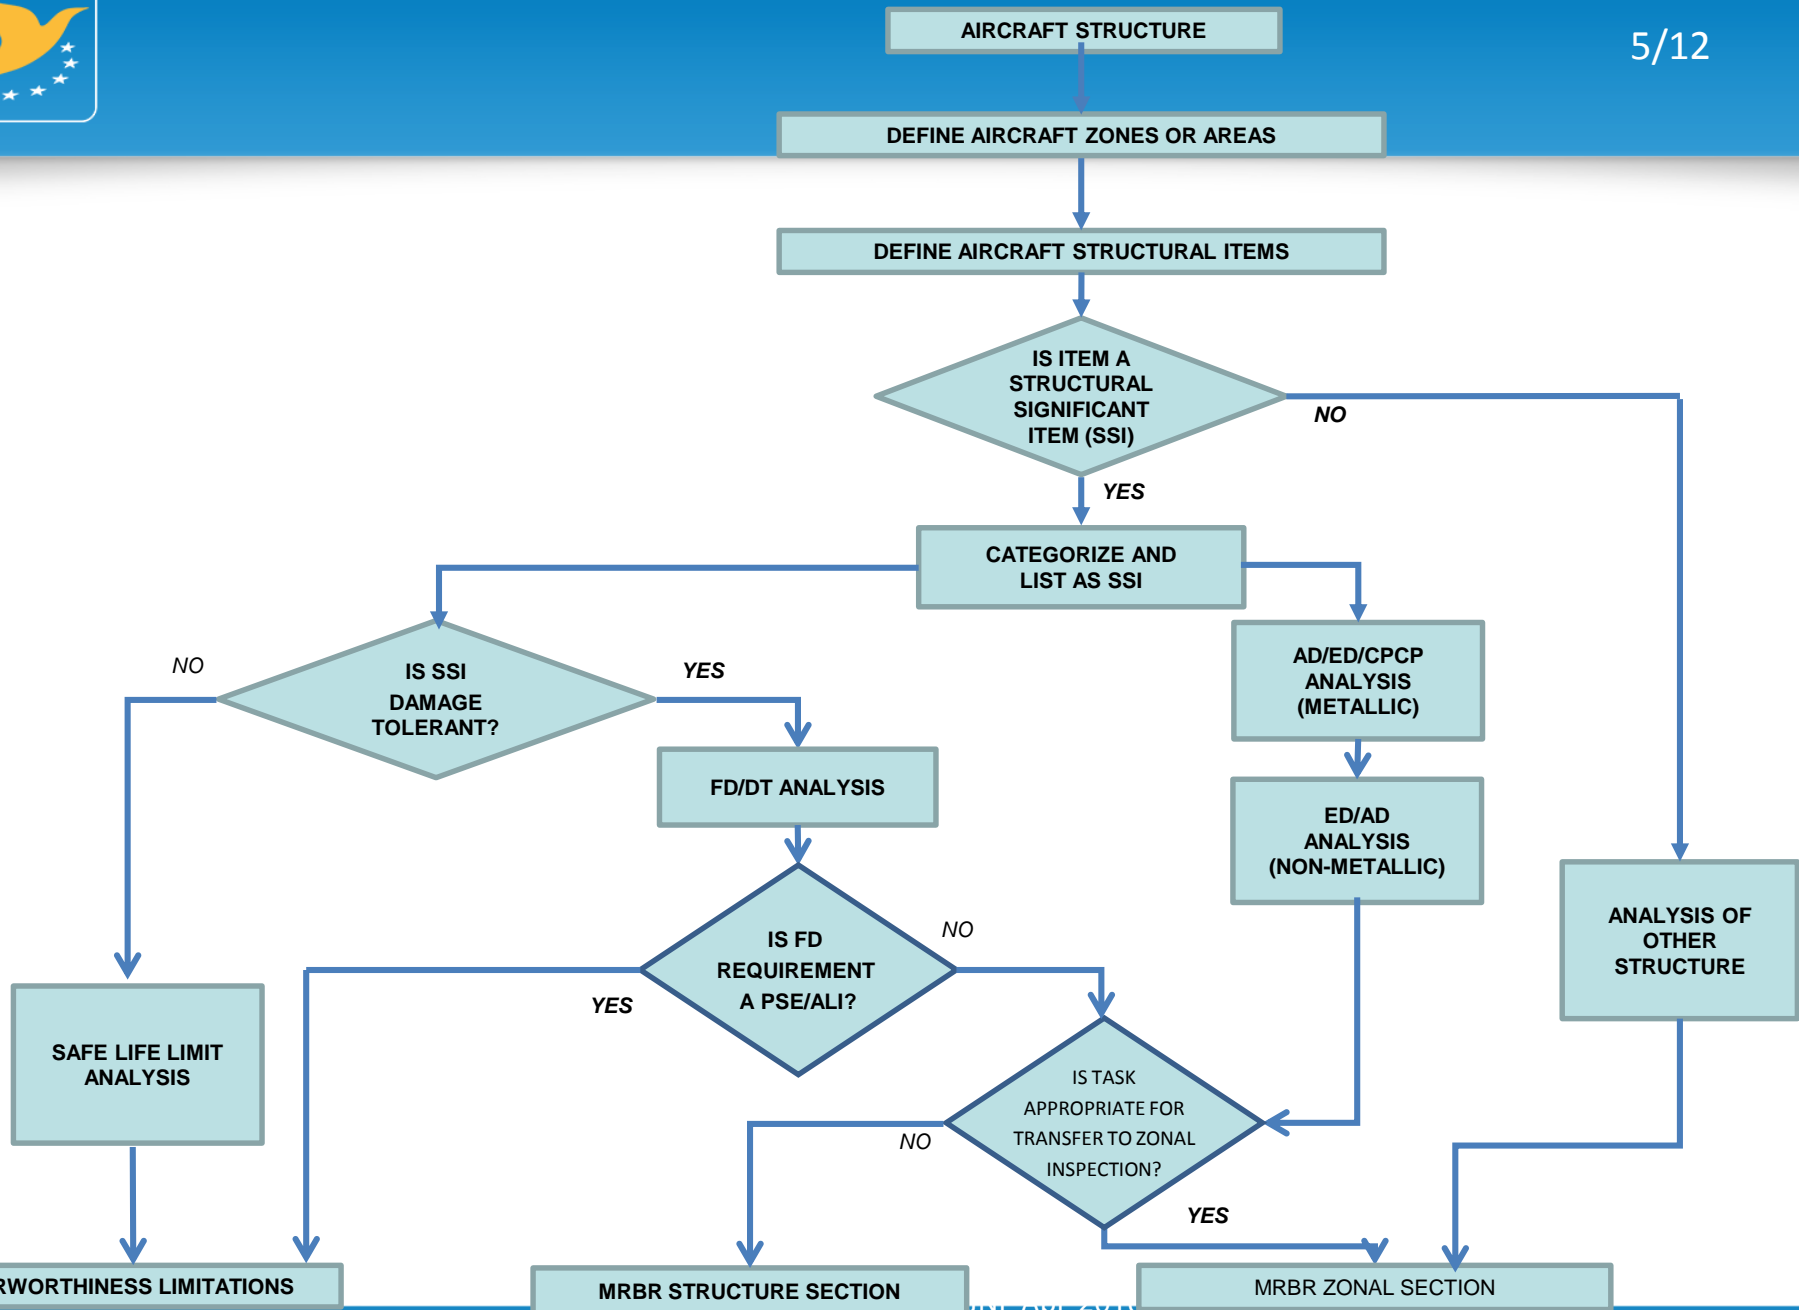 AIRCRAFT STRUCTURE
5/12
DEFINE AIRCRAFT ZONES OR AREAS
DEFINE AIRCRAFT STRUCTURAL ITEMS
IS ITEM A
STRUCTURAL
SIGNIFICANT
ITEM (SSI)
NO
YES
CATEGORIZE AND
LIST AS SSI
NO
IS SSI
DAMAGE
TOLERANT?
YES
AD/ED/CPCP
ANALYSIS
(METALLIC)
FD/DT ANALYSIS
ED/AD
ANALYSIS
(NON-METALLIC)
IS FD
REQUIREMENT
A PSE/ALI?
NO
YES
ANALYSIS OF
OTHER
STRUCTURE
SAFE LIFE LIMIT
ANALYSIS
IS TASK
APPROPRIATE FOR
TRANSFER TO ZONAL
INSPECTION?
NO
YES
RWORTHINESS LIMITATIONS
MRBR STRUCTURE SECTION
MRBR ZONAL SECTION